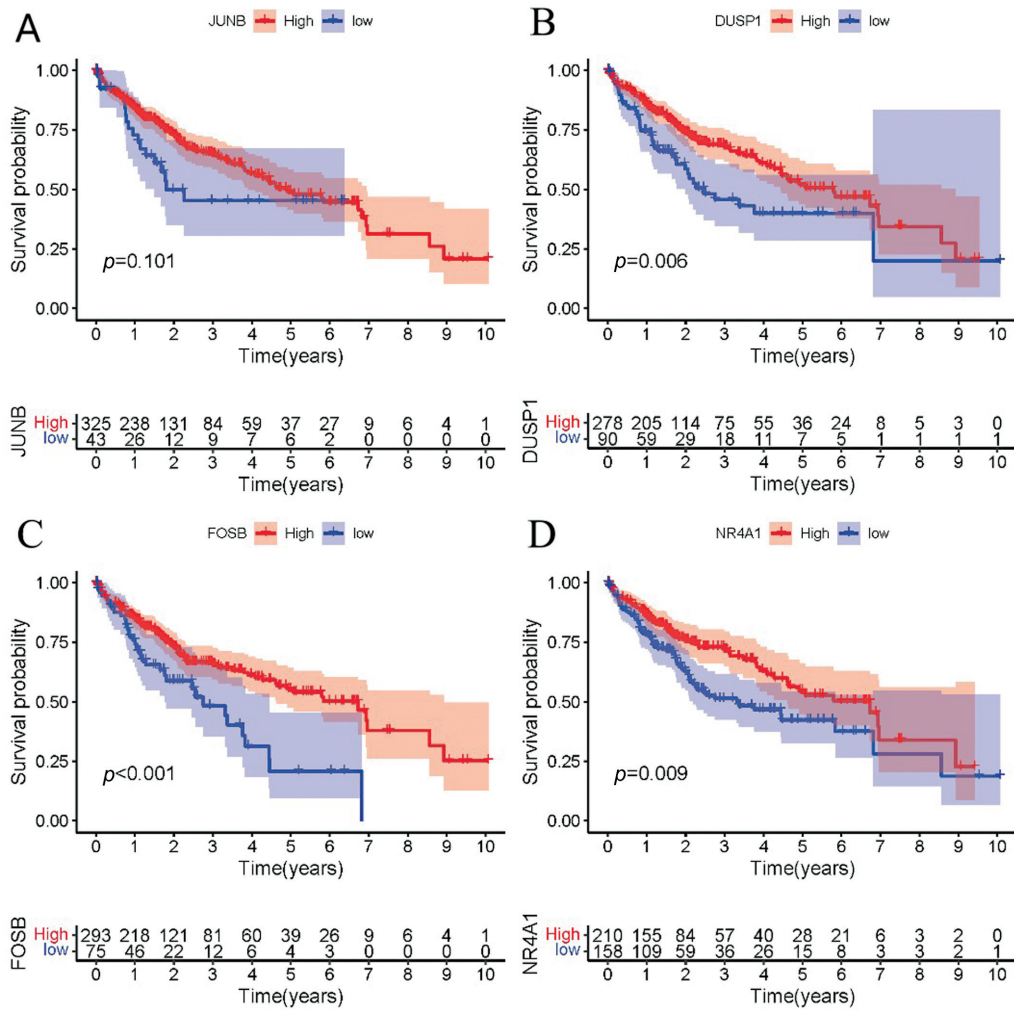 A
JUNB High low
Survival probability
1.00
0.75
0.50
0.25
0.00
p=0.101
0 1 2 3 4 5 6 7 8 9 10
Time(years)
JUNB
High 325 238 131 84 59 37 27 9 6 4 1
low 43 26 12 9 7 6 2 0 0 0 0
0 1 2 3 4 5 6 7 8 9 10
Time(years)
B
DUSP1 High low
Survival probability
1.00
0.75
0.50
0.25
0.00
p=0.006
0 1 2 3 4 5 6 7 8 9 10
Time(years)
DUSP1
High 278 205 114 75 55 36 24 8 5 3 0
low 90 59 29 18 11 7 5 1 1 1 1
0 1 2 3 4 5 6 7 8 9 10
Time(years)
C
FOSB High low
Survival probability
1.00
0.75
0.50
0.25
0.00
p<0.001
0 1 2 3 4 5 6 7 8 9 10
Time(years)
FOSB
High 293 218 121 81 60 39 26 9 6 4 1
low 75 46 22 12 6 4 3 0 0 0 0
0 1 2 3 4 5 6 7 8 9 10
Time(years)
D
NR4A1 High low
Survival probability
1.00
0.75
0.50
0.25
0.00
p=0.009
0 1 2 3 4 5 6 7 8 9 10
Time(years)
NR4A1
High 210 155 84 57 40 28 21 6 3 2 0
low 158 109 59 36 26 15 8 3 3 2 1
0 1 2 3 4 5 6 7 8 9 10
Time(years)